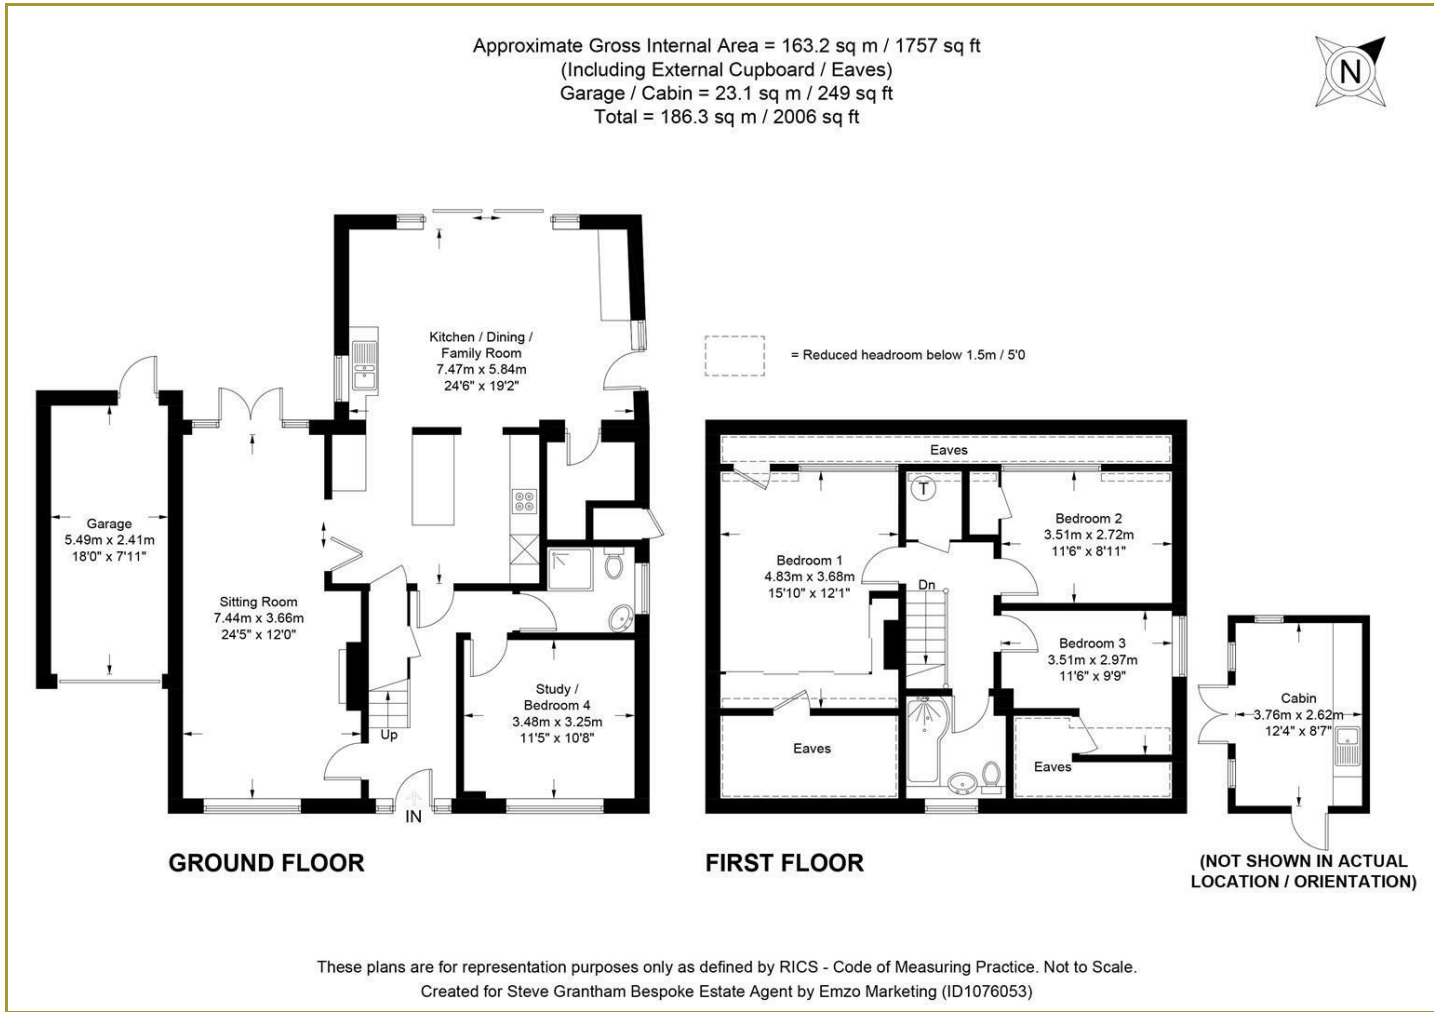 Approximate Gross Internal Area = 163.2 sq m / 1757 sq ft
(Including External Cupboard / Eaves)
Garage / Cabin = 23.1 sq m / 249 sq ft
Total = 186.3 sq m / 2006 sq ft
N
Kitchen / Dining /
Family Room
7.47m x 5.84m
24'6" x 19'2"
= Reduced headroom below 1.5m / 5'0
Garage
5.49m x 2.41m
18'0" x 7'11"
Sitting Room
7.44m x 3.66m
24'5" x 12'0"
Study /
Bedroom 4
3.48m x 3.25m
11'5" x 10'8"
Up
IN
Eaves
T
Bedroom 1
4.83m x 3.68m
15'10" x 12'1"
Bedroom 2
3.51m x 2.72m
11'6" x 8'11"
Dn
Bedroom 3
3.51m x 2.97m
11'6" x 9'9"
Eaves
Eaves
Cabin
3.76m x 2.62m
12'4" x 8'7"
GROUND FLOOR
FIRST FLOOR
(NOT SHOWN IN ACTUAL
LOCATION / ORIENTATION)
These plans are for representation purposes only as defined by RICS - Code of Measuring Practice. Not to Scale.
Created for Steve Grantham Bespoke Estate Agent by Emzo Marketing (ID1076053)